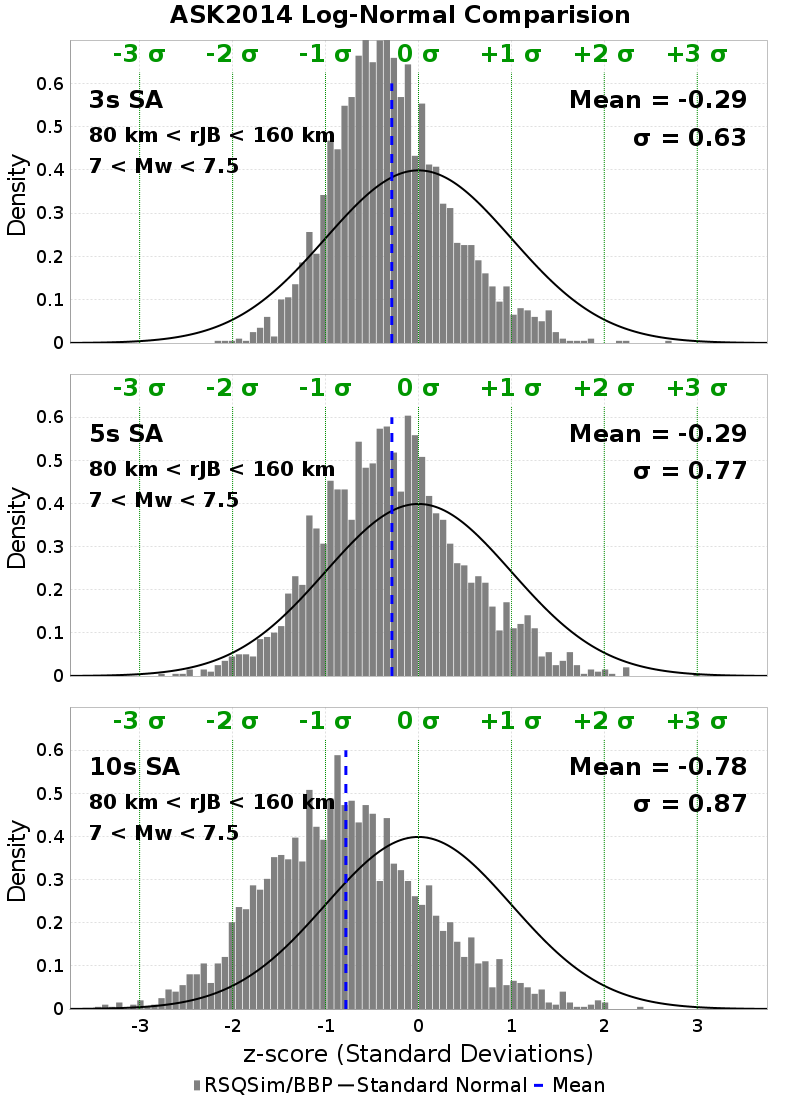 ASK2014 Log-Normal Comparision
-3 σ -2 σ -1 σ 0 σ +1 σ +2 σ +3 σ
3s SA
Mean = -0.29
80 km < rJB < 160 km
σ = 0.63
7 < Mw < 7.5
Density
0.6
0.5
0.4
0.3
0.2
0.1
0
-3 σ -2 σ -1 σ 0 σ +1 σ +2 σ +3 σ
5s SA
Mean = -0.29
80 km < rJB < 160 km
σ = 0.77
7 < Mw < 7.5
Density
0.6
0.5
0.4
0.3
0.2
0.1
0
-3 σ -2 σ -1 σ 0 σ +1 σ +2 σ +3 σ
10s SA
Mean = -0.78
80 km < rJB < 160 km
σ = 0.87
7 < Mw < 7.5
Density
0.6
0.5
0.4
0.3
0.2
0.1
0
-3 -2 -1 0 1 2 3
z-score (Standard Deviations)
RSQSim/BBP Standard Normal Mean